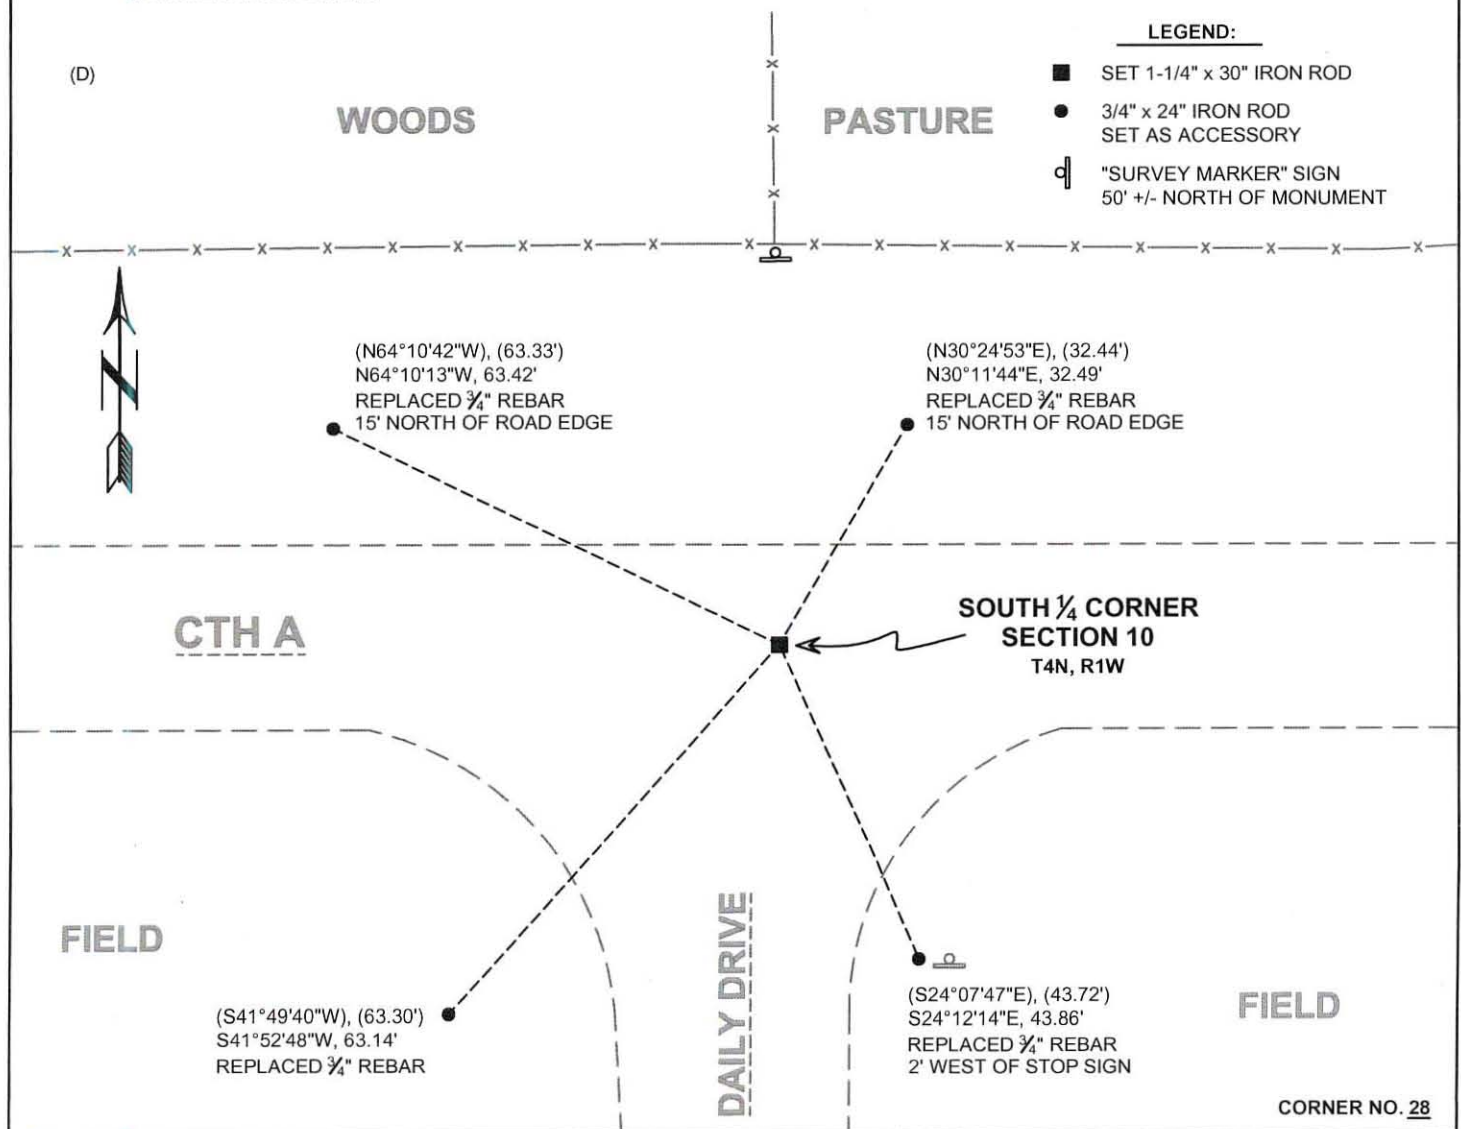 LEGEND:
(D)
SET 1-1/4" x 30" IRON ROD
WOODS
PASTURE
3/4" x 24" IRON ROD
SET AS ACCESSORY
"SURVEY MARKER" SIGN
50' +/- NORTH OF MONUMENT
N
(N64°10'42"W), (63.33')
N64°10'13"W, 63.42'
REPLACED ¾" REBAR
15' NORTH OF ROAD EDGE
(N30°24'53"E), (32.44')
N30°11'44"E, 32.49'
REPLACED ¾" REBAR
15' NORTH OF ROAD EDGE
CTH A
SOUTH ¼ CORNER
SECTION 10
T4N, R1W
FIELD
DAILY DRIVE
FIELD
(S41°49'40"W), (63.30')
S41°52'48"W, 63.14'
REPLACED ¾" REBAR
(S24°07'47"E), (43.72')
S24°12'14"E, 43.86'
REPLACED ¾" REBAR
2' WEST OF STOP SIGN
CORNER NO. 28